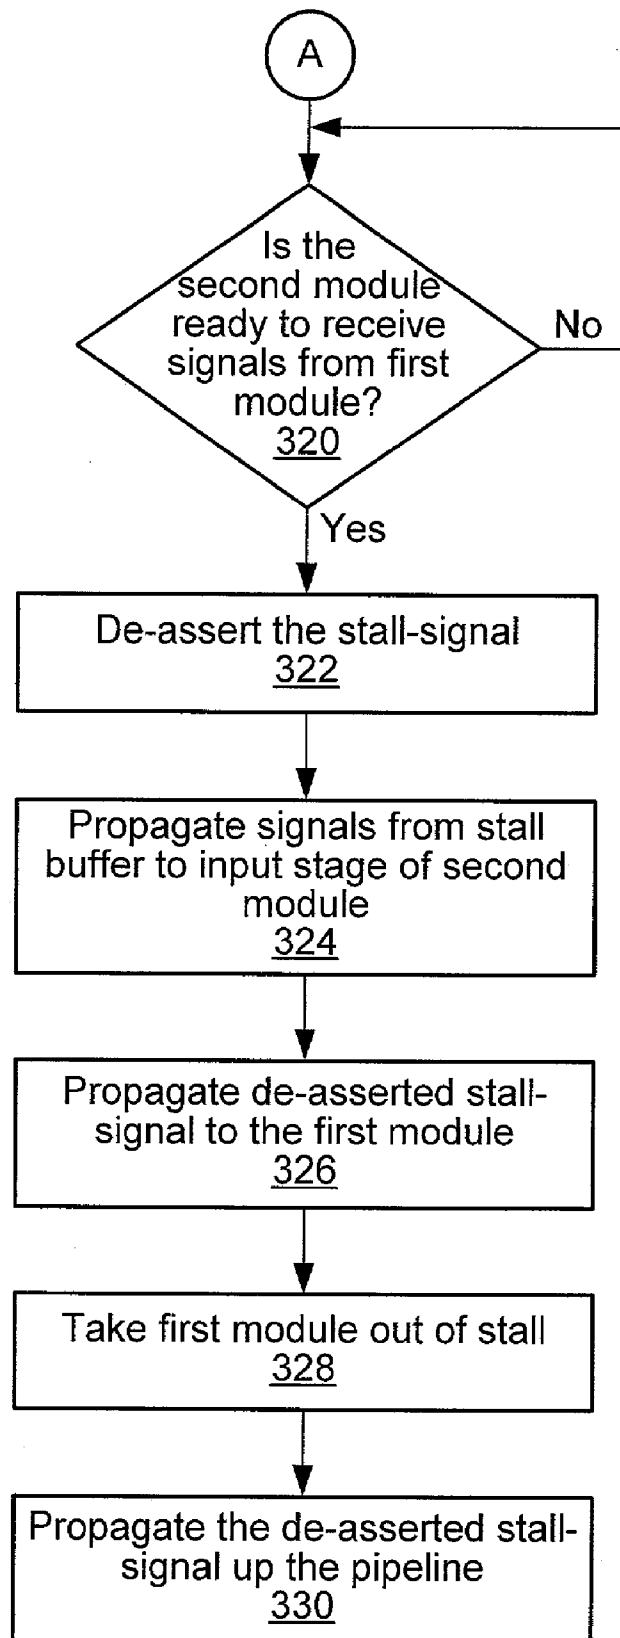 A
Is the
second module
ready to receive
signals from first
module?
320
No
Yes
De-assert the stall-signal
322
Propagate signals from stall
buffer to input stage of second
module
324
Propagate de-asserted stall-
signal to the first module
326
Take first module out of stall
328
Propagate the de-asserted stall-
signal up the pipeline
330